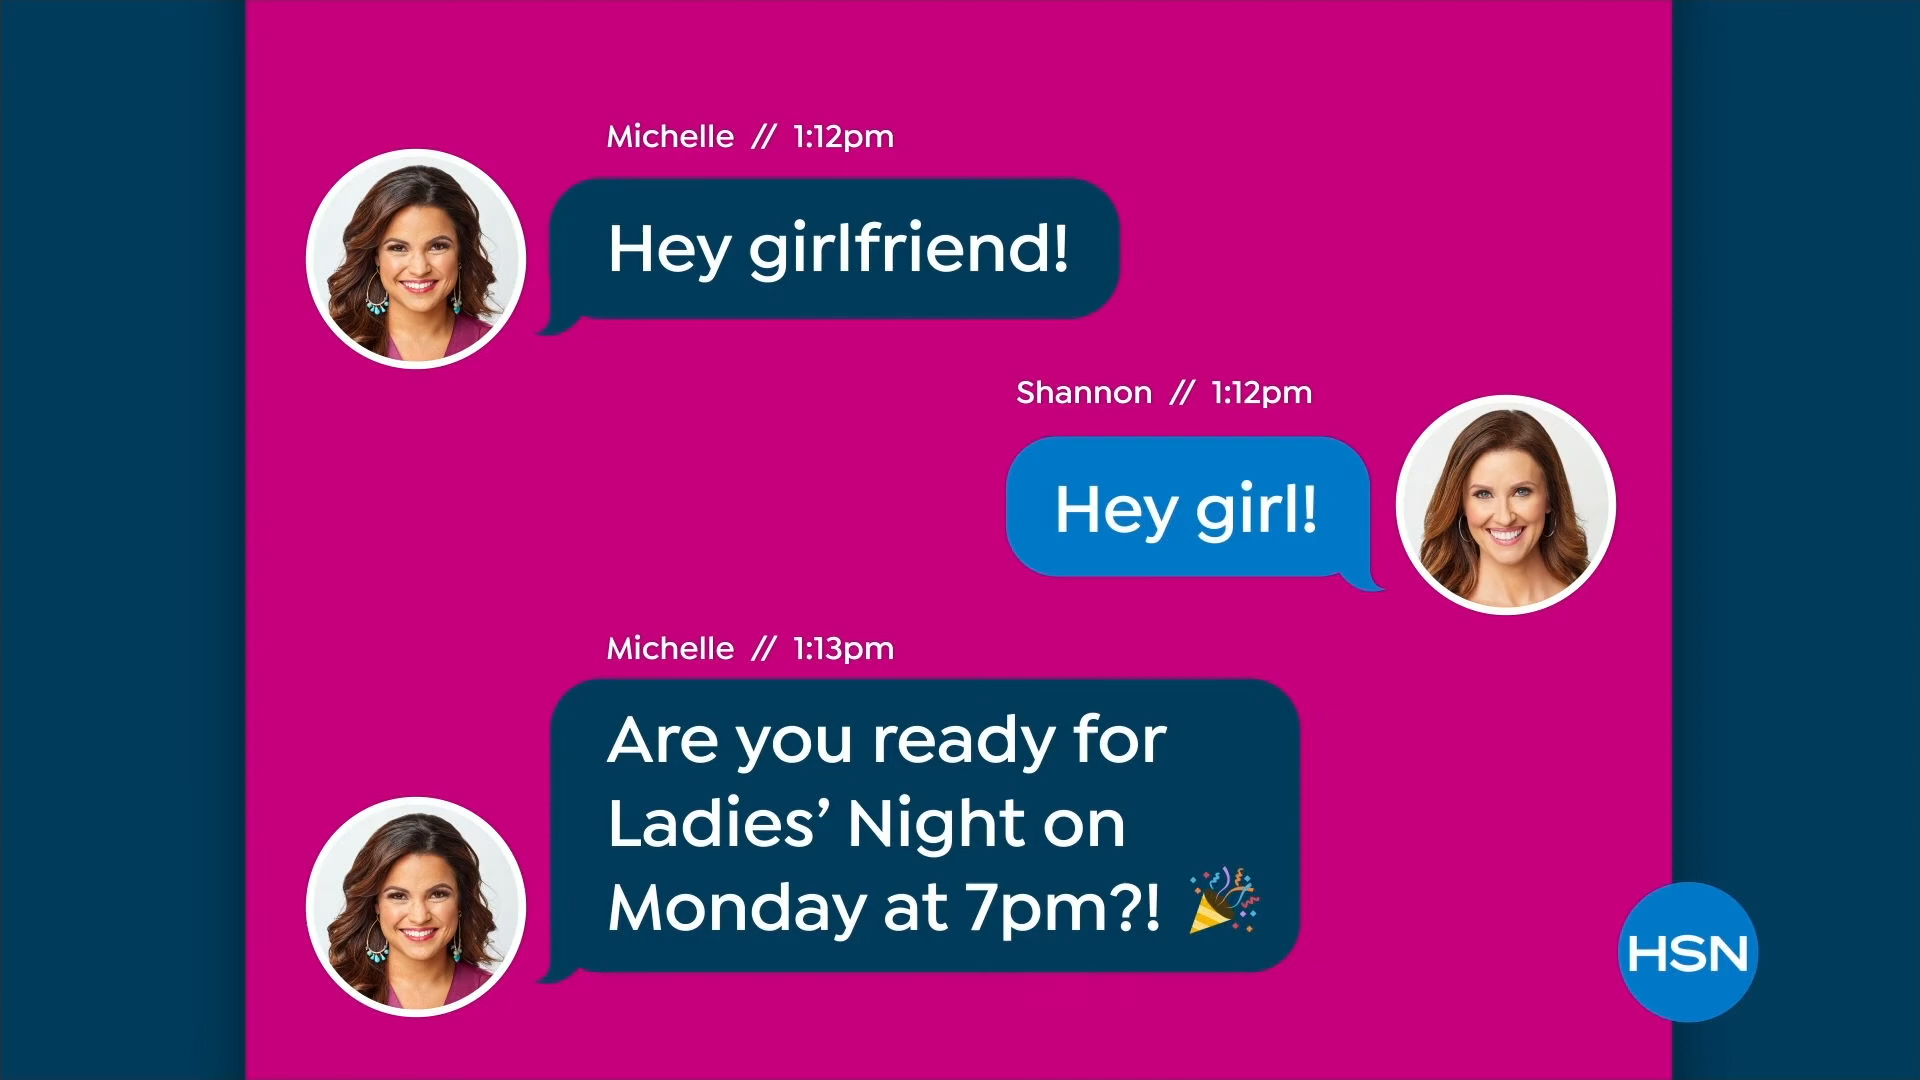 Michelle // 1:12pm
Hey girlfriend!
Shannon // 1:12pm
Hey girl!
Michelle // 1:13pm
Are you ready for
Ladies’ Night on
Monday at 7pm?! 🎉
HSN